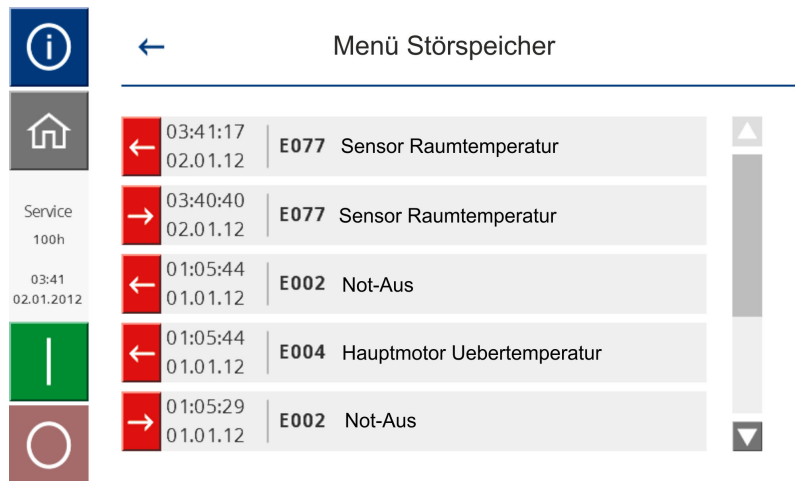 Menü Störspeicher
Service
100h
03:41
02.01.2012
03:41:17
02.01.12
E077 Sensor Raumtemperatur
03:40:40
02.01.12
E077 Sensor Raumtemperatur
01:05:44
01.01.12
E002 Not-Aus
01:05:44
01.01.12
E004 Hauptmotor Uebertemperatur
01:05:29
01.01.12
E002 Not-Aus